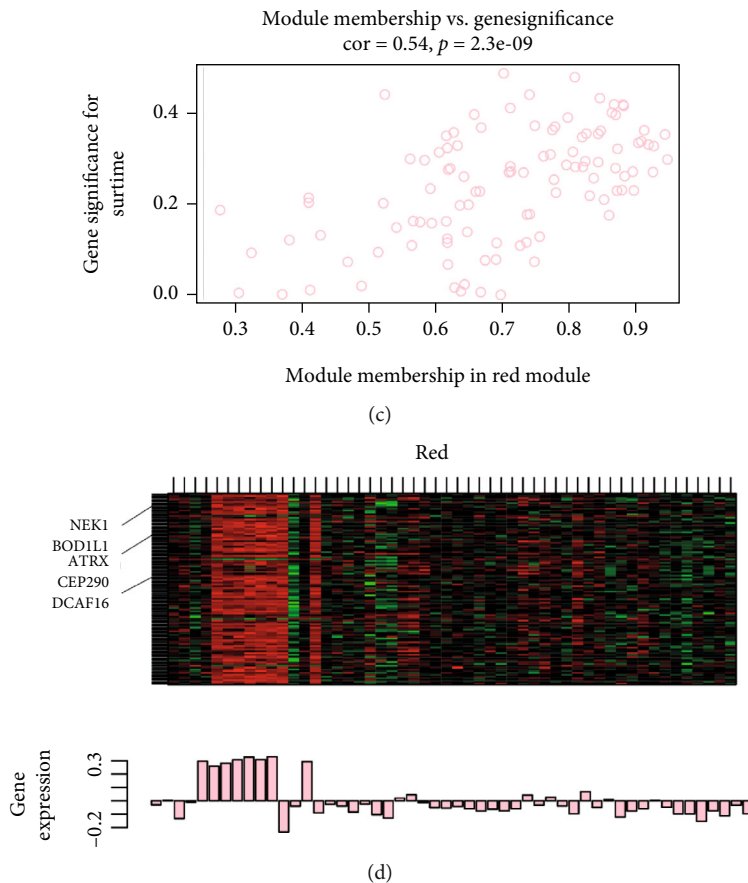 Module membership vs. genesignificance
cor = 0.54, p = 2.3e-09
Gene significance for
surtime
0.4
0.2
0.0
0.3 0.4 0.5 0.6 0.7 0.8 0.9
Module membership in red module
(c)
Red
NEK1
BOD1L1
ATRX
CEP290
DCAF16
Gene
expression
0.3
−0.2
(d)